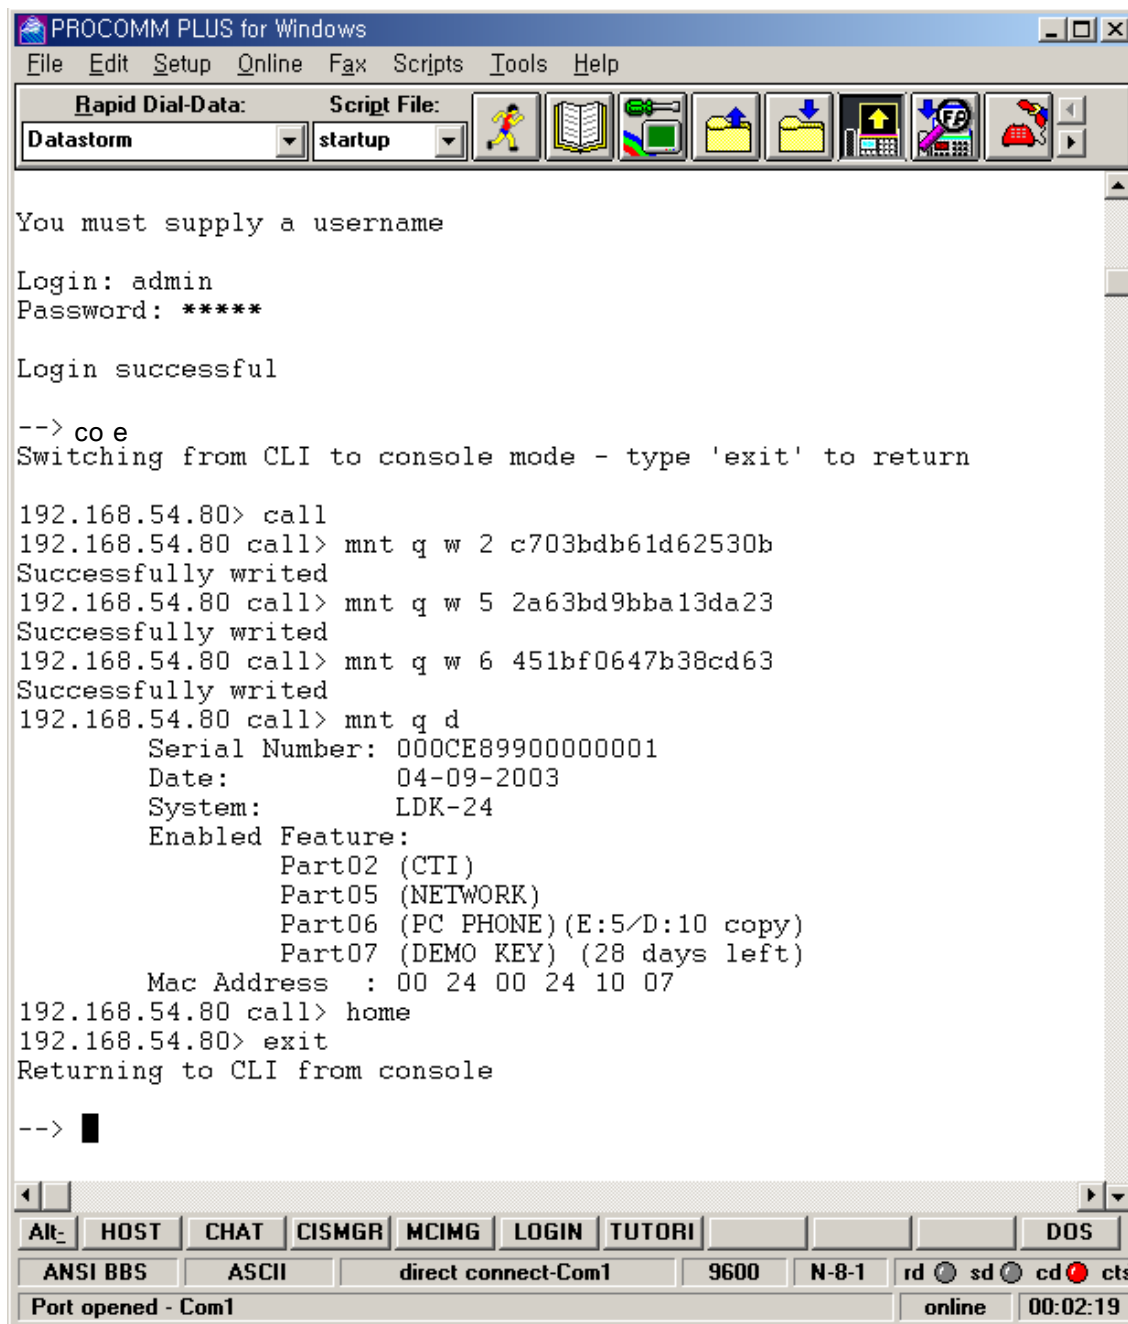 PROCOMM PLUS for Windows
File Edit Setup Online Fax Scripts Tools Help
Rapid Dial-Data: Script File:
Datastorm startup
You must supply a username
Login: admin
Password: *****
Login successful
--> co e
Switching from CLI to console mode - type 'exit' to return
192.168.54.80> call
192.168.54.80 call> mnt q w 2 c703bdb61d62530b
Successfully writed
192.168.54.80 call> mnt q w 5 2a63bd9bba13da23
Successfully writed
192.168.54.80 call> mnt q w 6 451bf0647b38cd63
Successfully writed
192.168.54.80 call> mnt q d
Serial Number: 000CE89900000001
Date: 04-09-2003
System: LDK-24
Enabled Feature:
Part02 (CTI)
Part05 (NETWORK)
Part06 (PC PHONE)(E:5/D:10 copy)
Part07 (DEMO KEY) (28 days left)
Mac Address : 00 24 00 24 10 07
192.168.54.80 call> home
192.168.54.80> exit
Returning to CLI from console
-->
Alt- HOST CHAT CISMGR MCIMG LOGIN TUTORI DOS
ANSI BBS ASCII direct connect-Com1 9600 N-8-1 rd sd cd cts
Port opened - Com1 online 00:02:19